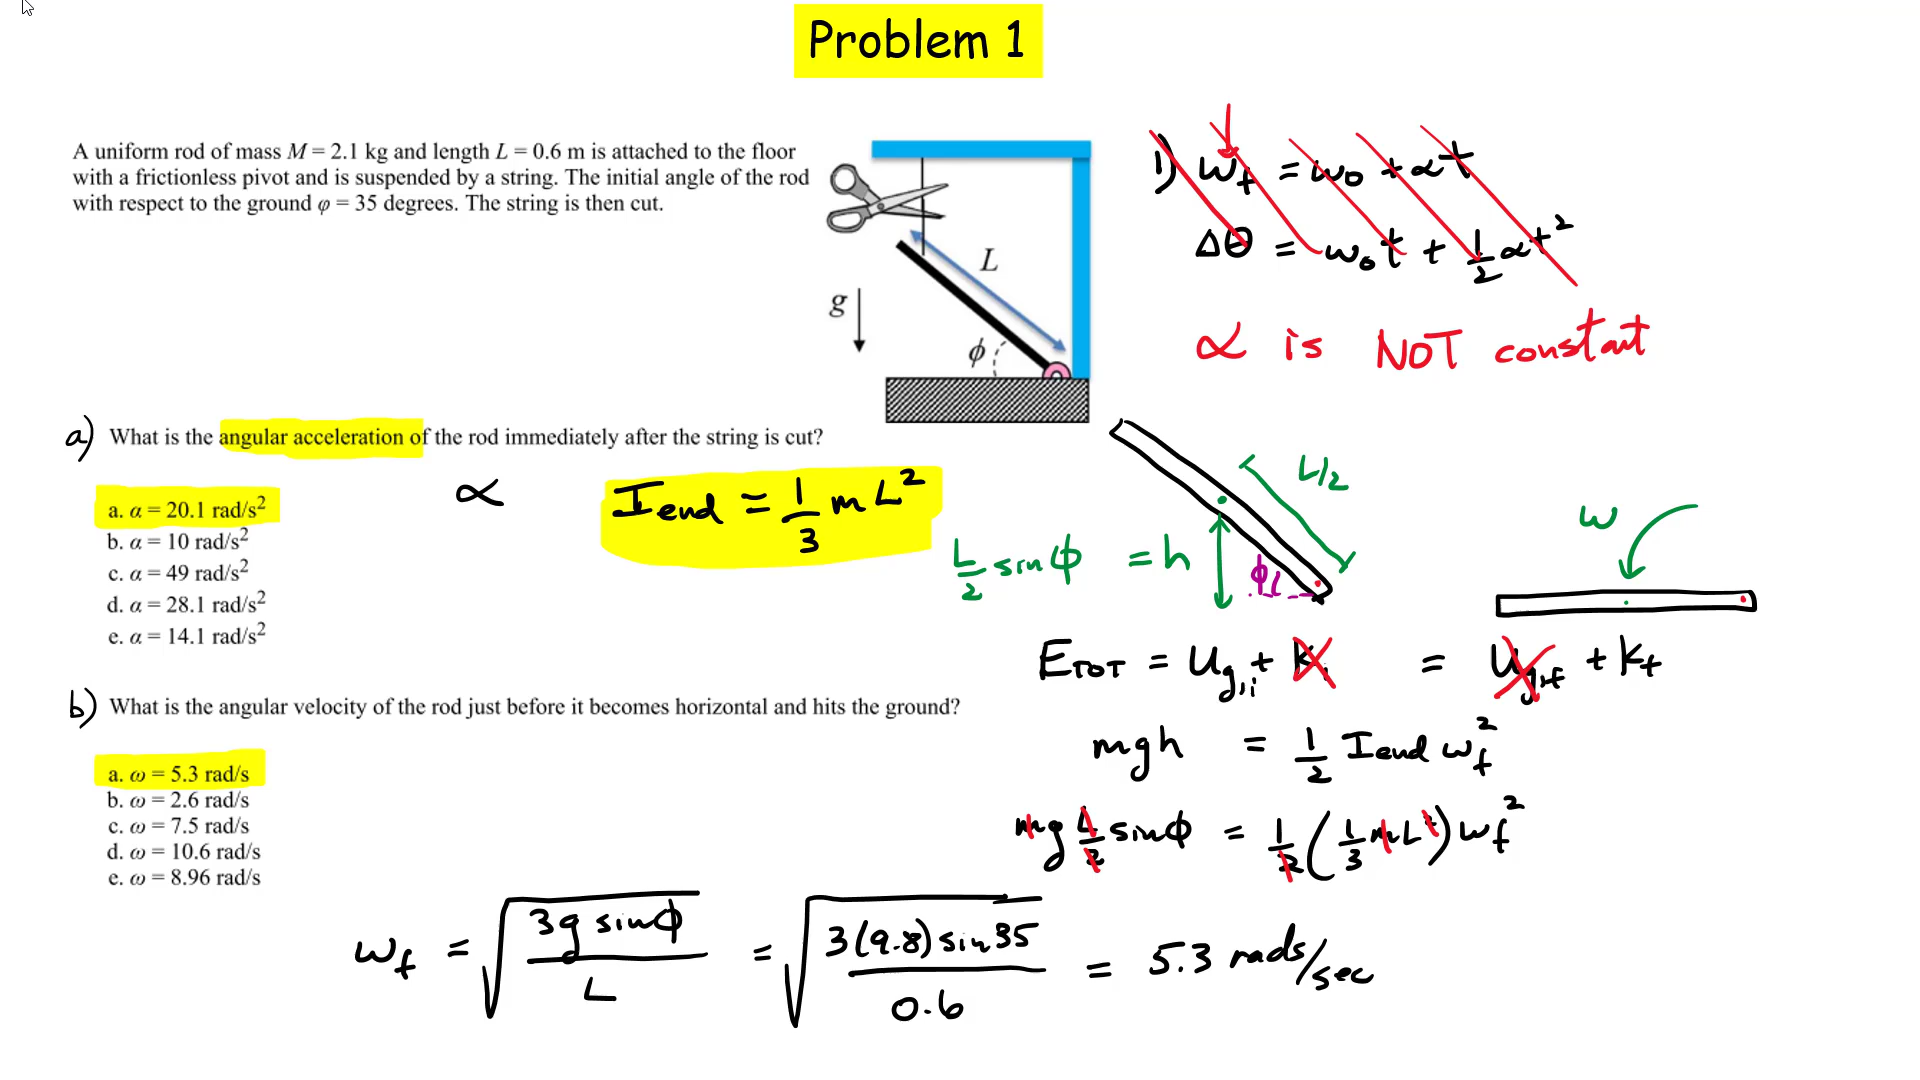 Problem 1
A uniform rod of mass M = 2.1 kg and length L = 0.6 m is attached to the floor
with a frictionless pivot and is suspended by a string. The initial angle of the rod
with respect to the ground φ = 35 degrees. The string is then cut.
L
g
ϕ
1) ωf = ω0 + αt
Δθ = ω0t + 1/2 αt²
α is NOT constant
a) What is the angular acceleration of the rod immediately after the string is cut?
a. α = 20.1 rad/s²
b. α = 10 rad/s²
c. α = 49 rad/s²
d. α = 28.1 rad/s²
e. α = 14.1 rad/s²
α
Iend = 1/3 m L²
L/2
L/2 sin ϕ = h
ϕ
ω
ETOT = Ug,i + Ki = Ug,f + Kf
mgh = 1/2 Iend ωf²
mg L/2 sinϕ = 1/2 (1/3 mL²) ωf²
b) What is the angular velocity of the rod just before it becomes horizontal and hits the ground?
a. ω = 5.3 rad/s
b. ω = 2.6 rad/s
c. ω = 7.5 rad/s
d. ω = 10.6 rad/s
e. ω = 8.96 rad/s
ωf = √(3g sinϕ / L) = √(3(9.8) sin 35 / 0.6) = 5.3 rads/sec